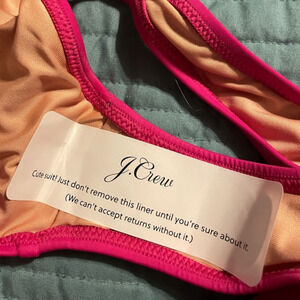 J.Crew
Cute suit! Just don't remove this liner until you're sure about it.
(We can't accept returns without it.)